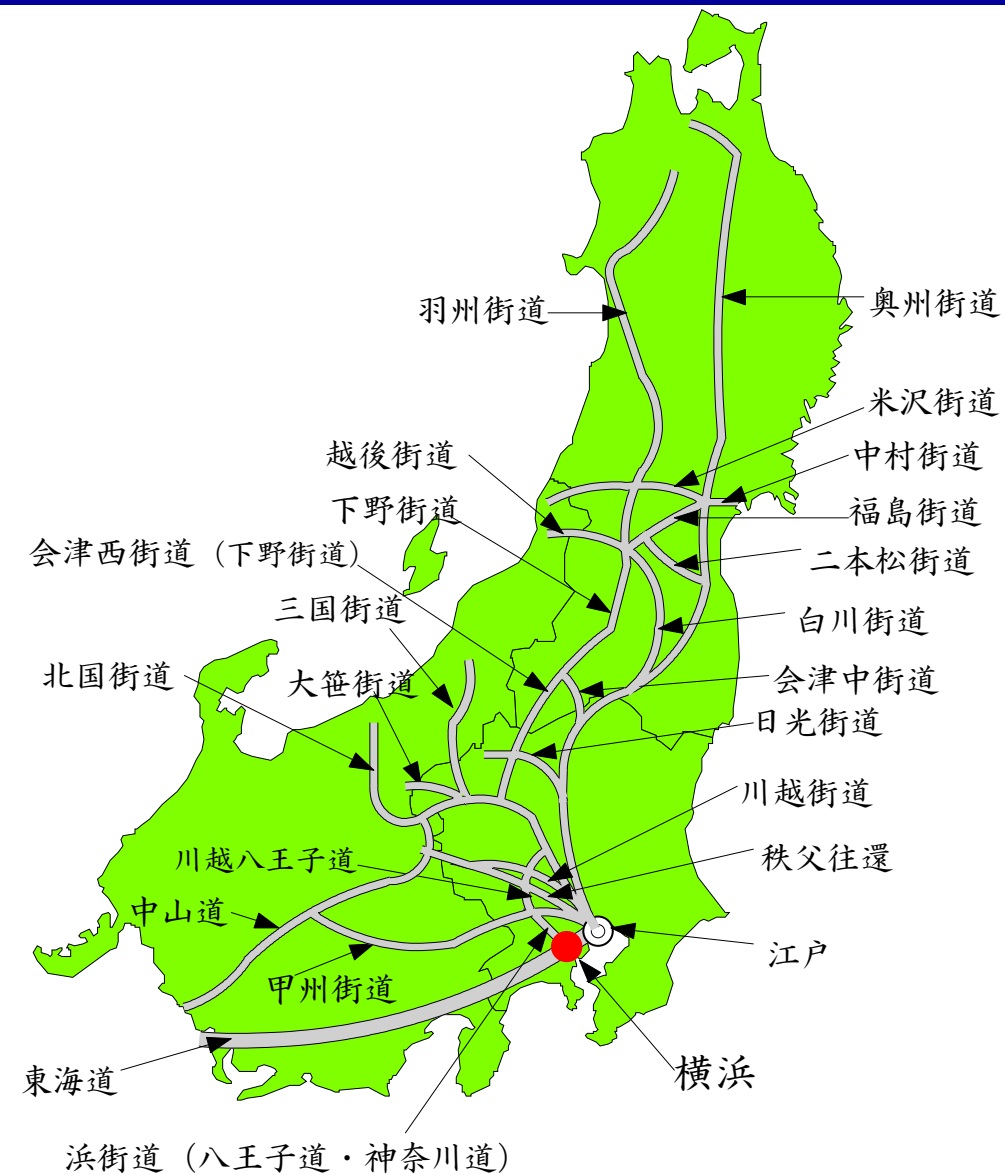 羽州街道
奥州街道
米沢街道
越後街道
中村街道
下野街道
福島街道
会津西街道（下野街道）
二本松街道
三国街道
白川街道
北国街道
大笹街道
会津中街道
日光街道
川越街道
川越八王子道
秩父往還
中山道
江戸
甲州街道
東海道
横浜
浜街道（八王子道・神奈川道）